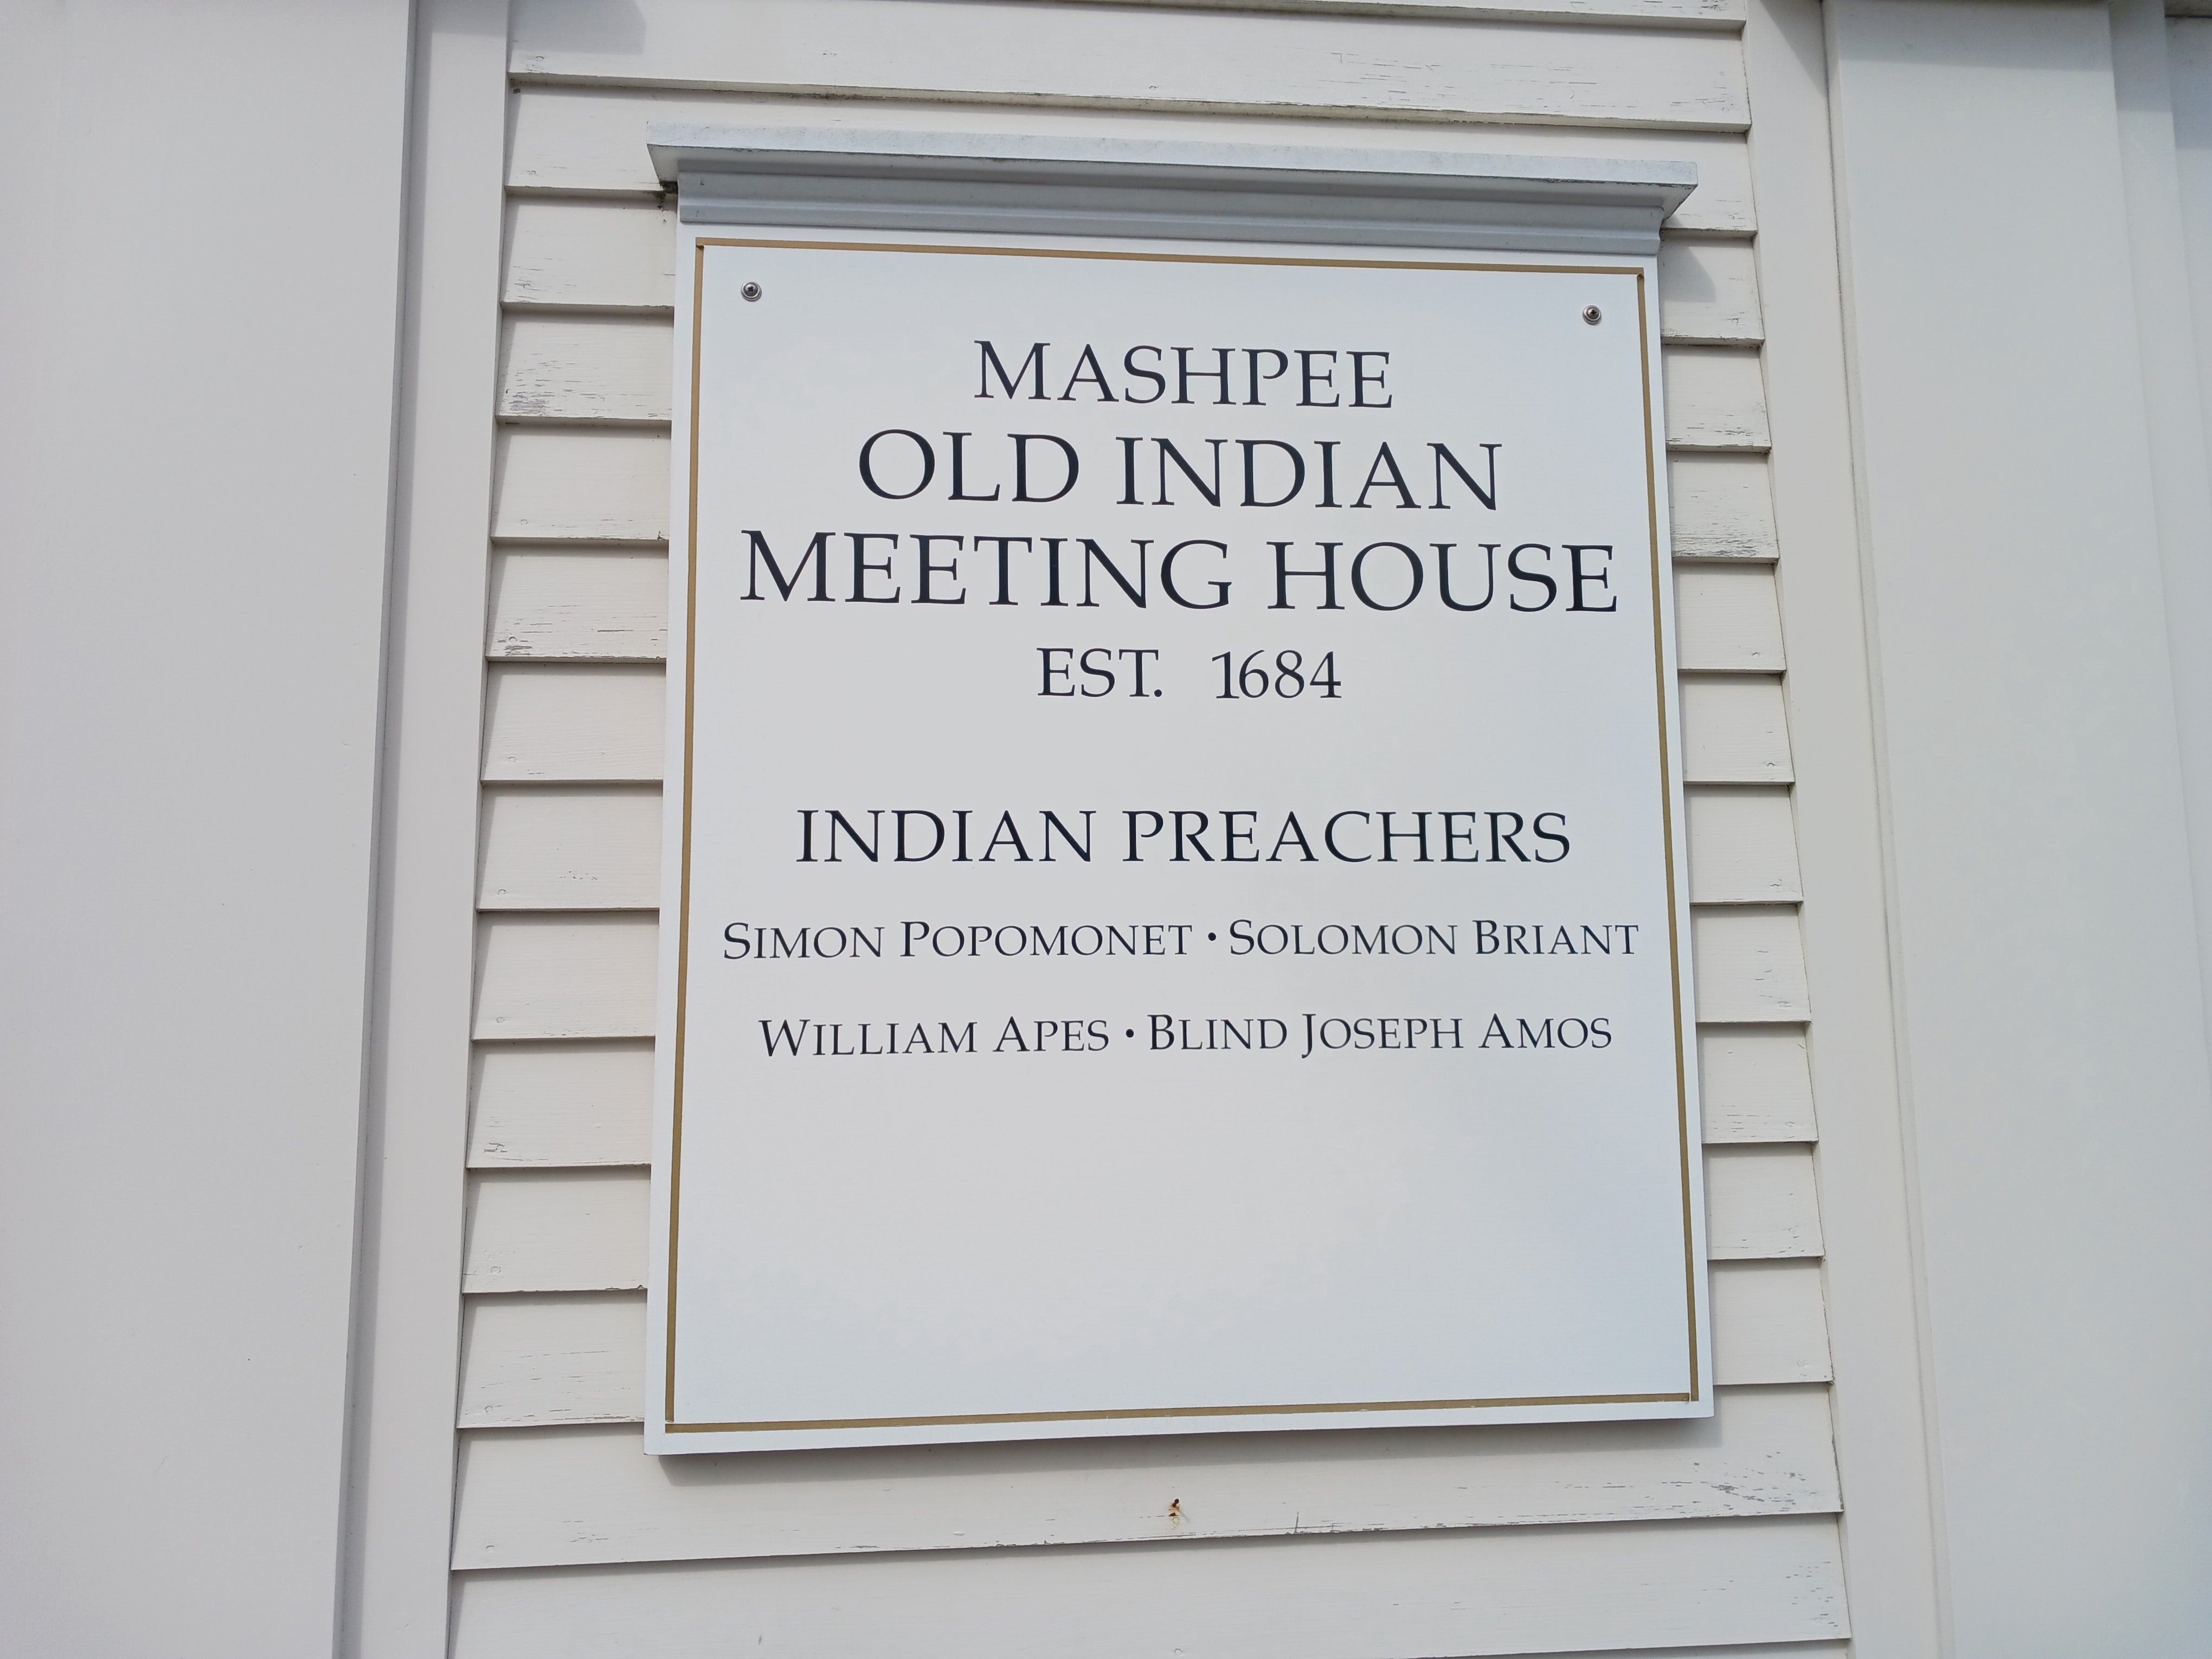 MASHPEE
OLD INDIAN
MEETING HOUSE
EST. 1684
INDIAN PREACHERS
SIMON POPOMONET • SOLOMON BRIANT
WILLIAM APES • BLIND JOSEPH AMOS